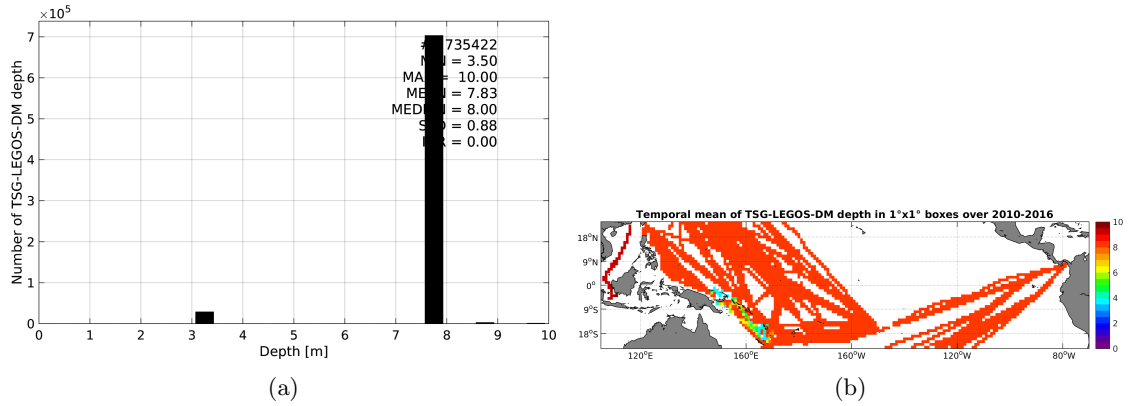 ×10⁵
7
6
5
4
3
2
1
0
Number of TSG-LEGOS-DM depth
735422
= 3.50
= 10.00
= 7.83
= 8.00
= 0.88
= 0.00
0 1 2 3 4 5 6 7 8 9 10
Depth [m]
(a)
Temporal mean of TSG-LEGOS-DM depth in 1°x1° boxes over 2010-2016
18°N
9°N
0°
9°S
18°S
120°E 160°E 160°W 120°W 80°W
10
8
6
4
2
0
(b)